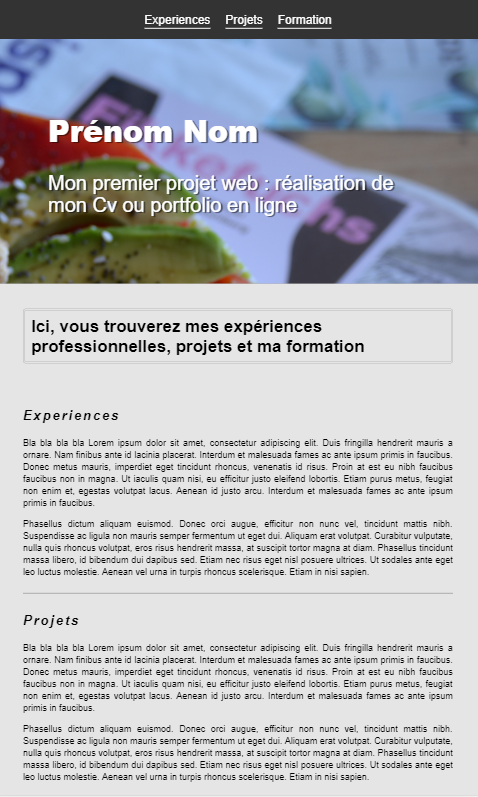 Experiences Projets Formation
Prénom Nom
Mon premier projet web : réalisation de
mon Cv ou portfolio en ligne
Ici, vous trouverez mes expériences
professionnelles, projets et ma formation
Experiences
Bla bla bla bla Lorem ipsum dolor sit amet, consectetur adipiscing elit. Duis fringilla hendrerit mauris a
ornare. Nam finibus ante id lacinia placerat. Interdum et malesuada fames ac ante ipsum primis in faucibus.
Donec metus mauris, imperdiet eget tincidunt rhoncus, venenatis id risus. Proin at est eu nibh faucibus
faucibus non in magna. Ut iaculis quam nisi, eu efficitur justo eleifend lobortis. Etiam purus metus, feugiat
non enim et, egestas volutpat lacus. Aenean id justo arcu. Interdum et malesuada fames ac ante ipsum
primis in faucibus.
Phasellus dictum aliquam euismod. Donec orci augue, efficitur non nunc vel, tincidunt mattis nibh.
Suspendisse ac ligula non mauris semper fermentum ut eget dui. Aliquam erat volutpat. Curabitur vulputate,
nulla quis rhoncus volutpat, eros risus hendrerit massa, at suscipit tortor magna at diam. Phasellus tincidunt
massa libero, id bibendum dui dapibus sed. Etiam nec risus eget nisl posuere ultrices. Ut sodales ante eget
leo luctus molestie. Aenean vel urna in turpis rhoncus scelerisque. Etiam in nisi sapien.
Projets
Bla bla bla bla Lorem ipsum dolor sit amet, consectetur adipiscing elit. Duis fringilla hendrerit mauris a
ornare. Nam finibus ante id lacinia placerat. Interdum et malesuada fames ac ante ipsum primis in faucibus.
Donec metus mauris, imperdiet eget tincidunt rhoncus, venenatis id risus. Proin at est eu nibh faucibus
faucibus non in magna. Ut iaculis quam nisi, eu efficitur justo eleifend lobortis. Etiam purus metus, feugiat
non enim et, egestas volutpat lacus. Aenean id justo arcu. Interdum et malesuada fames ac ante ipsum
primis in faucibus.
Phasellus dictum aliquam euismod. Donec orci augue, efficitur non nunc vel, tincidunt mattis nibh.
Suspendisse ac ligula non mauris semper fermentum ut eget dui. Aliquam erat volutpat. Curabitur vulputate,
nulla quis rhoncus volutpat, eros risus hendrerit massa, at suscipit tortor magna at diam. Phasellus tincidunt
massa libero, id bibendum dui dapibus sed. Etiam nec risus eget nisl posuere ultrices. Ut sodales ante eget
leo luctus molestie. Aenean vel urna in turpis rhoncus scelerisque. Etiam in nisi sapien.